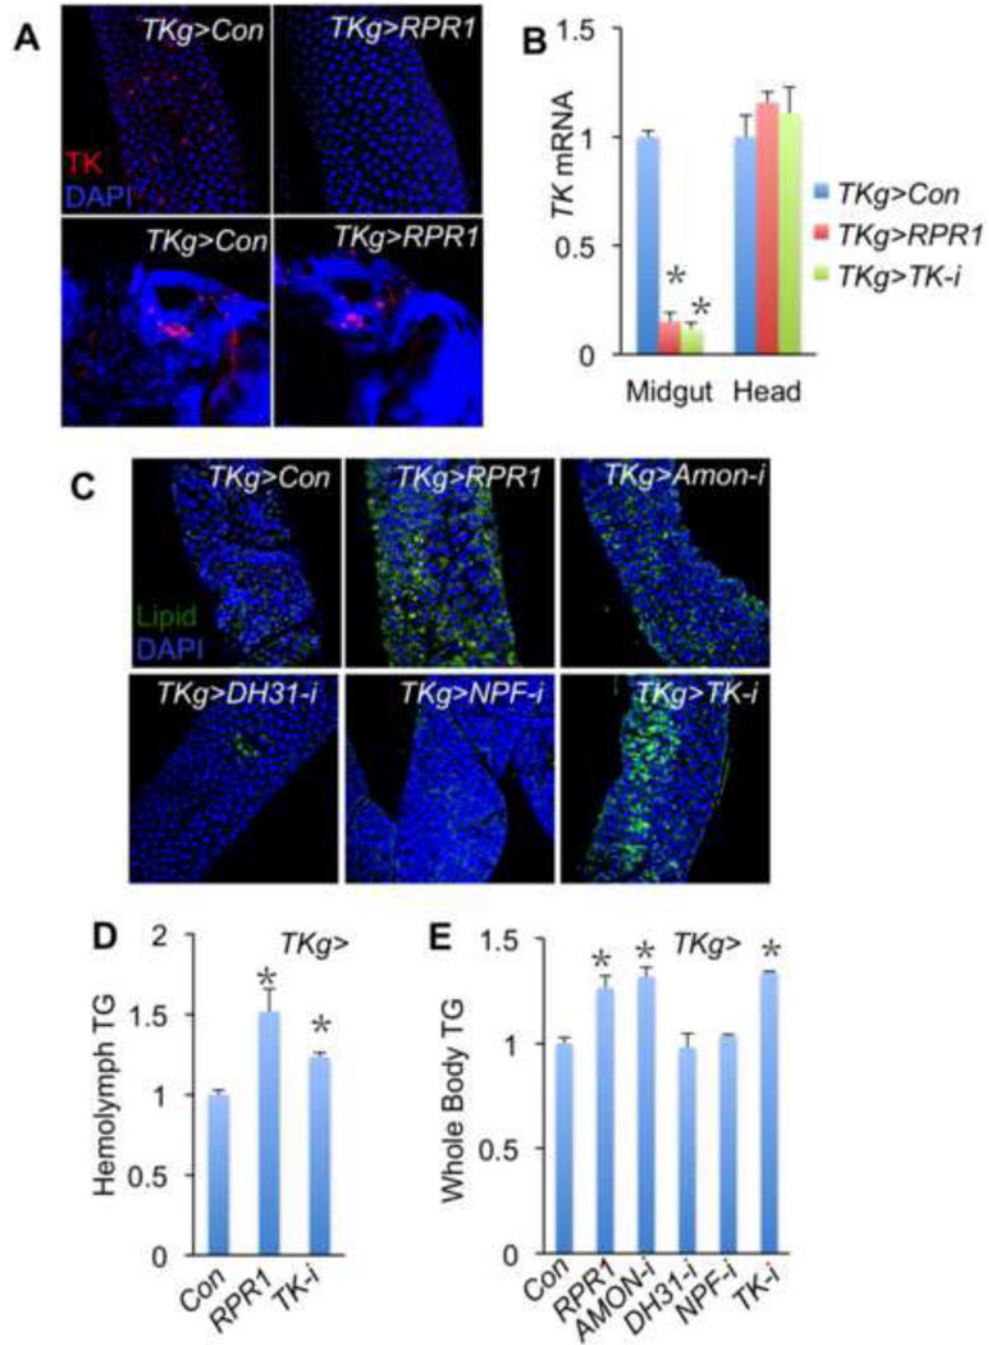 A
TKg>Con
TKg>RPR1
TK
DAPI
TKg>Con
TKg>RPR1
B
1.5
1
0.5
0
TK mRNA
*
*
Midgut
Head
TKg>Con
TKg>RPR1
TKg>TK-i
C
TKg>Con
TKg>RPR1
TKg>Amon-i
Lipid
DAPI
TKg>DH31-i
TKg>NPF-i
TKg>TK-i
D
2
1.5
1
0.5
0
Hemolymph TG
TKg>
*
*
Con
RPR1
TK-i
E
1.5
1
0.5
0
Whole Body TG
TKg>
*
*
*
Con
RPR1
AMON-i
DH31-i
NPF-i
TK-i